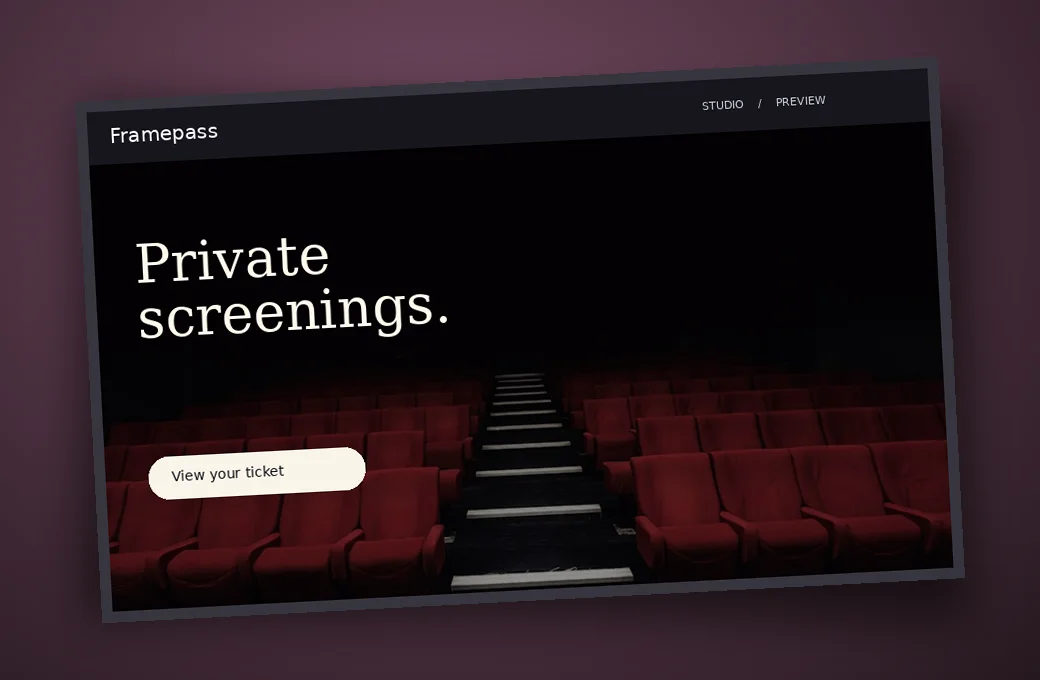 Framepass
STUDIO / PREVIEW
Private
screenings.
View your ticket